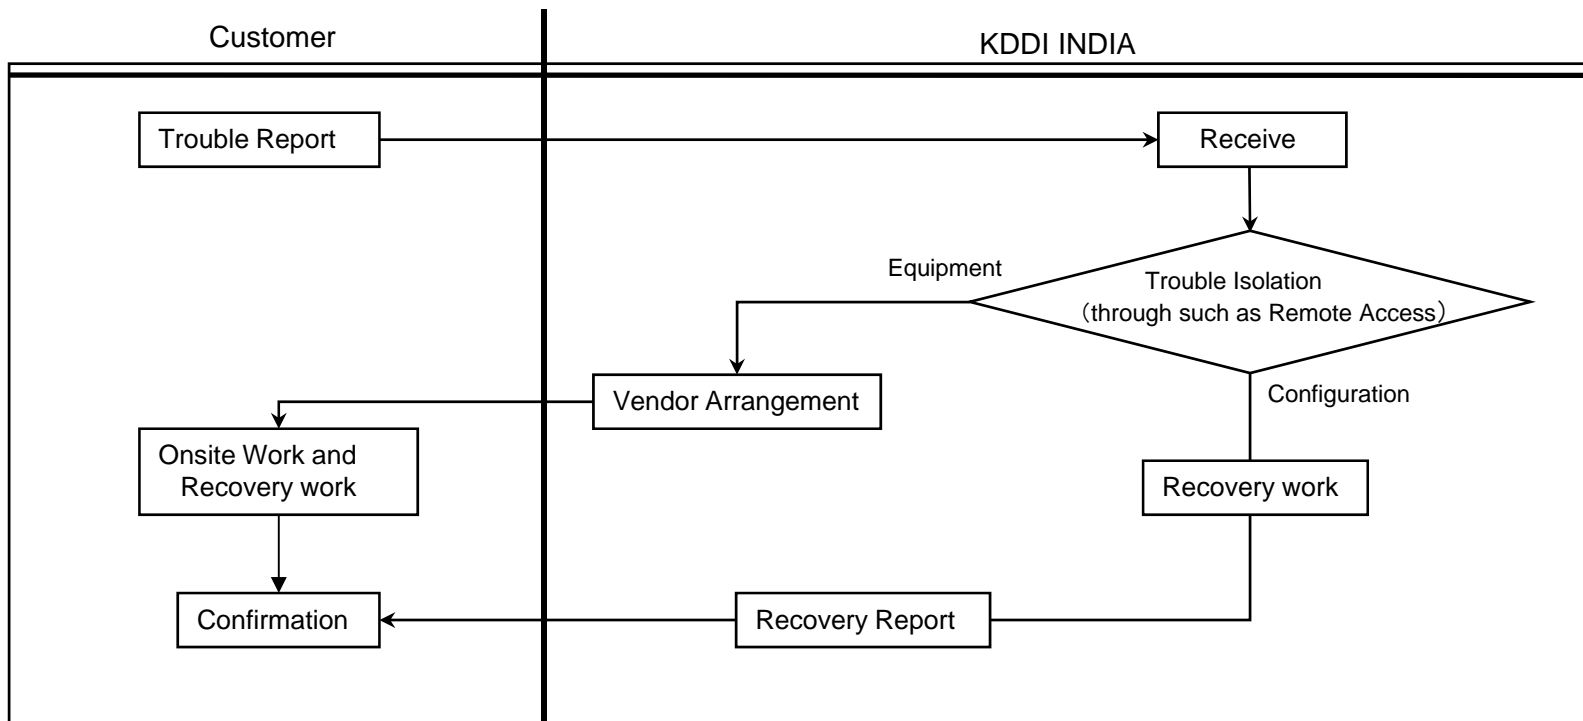 Customer
KDDI INDIA
Trouble Report
Receive
Equipment
Trouble Isolation
（through such as Remote Access）
Vendor Arrangement
Configuration
Onsite Work and
Recovery work
Recovery work
Confirmation
Recovery Report